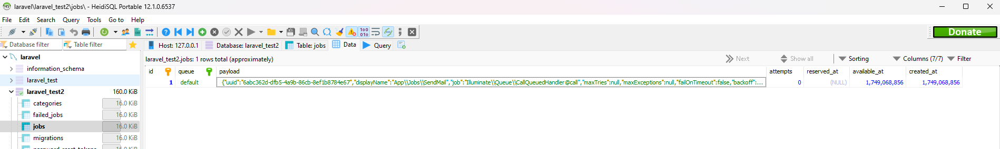 laravel\laravel_test2\jobs\ - HeidiSQL Portable 12.1.0.6537
File Edit Search Query Tools Go to Help
Donate
Database filter Table filter
Host: 127.0.0.1 Database: laravel_test2 Table: jobs Data Query
laravel
information_schema
laravel_test
laravel_test2 160.0 KiB
categories 16.0 KiB
failed_jobs 16.0 KiB
jobs 16.0 KiB
migrations 16.0 KiB
laravel_test2.jobs: 1 rows total (approximately) Next Show all Sorting Columns (7/7) Filter
id queue payload attempts reserved_at available_at created_at
1 default {"uuid":"6abc362d-dfb5-4a9b-86cb-8ef1b8784e67","displayName":"App\\Jobs\\SendMail","job":"Illuminate\\Queue\\CallQueuedHandler@call","maxTries":null,"maxExceptions":null,"failOnTimeout":false,"backoff":... 0 (NULL) 1,749,068,856 1,749,068,856